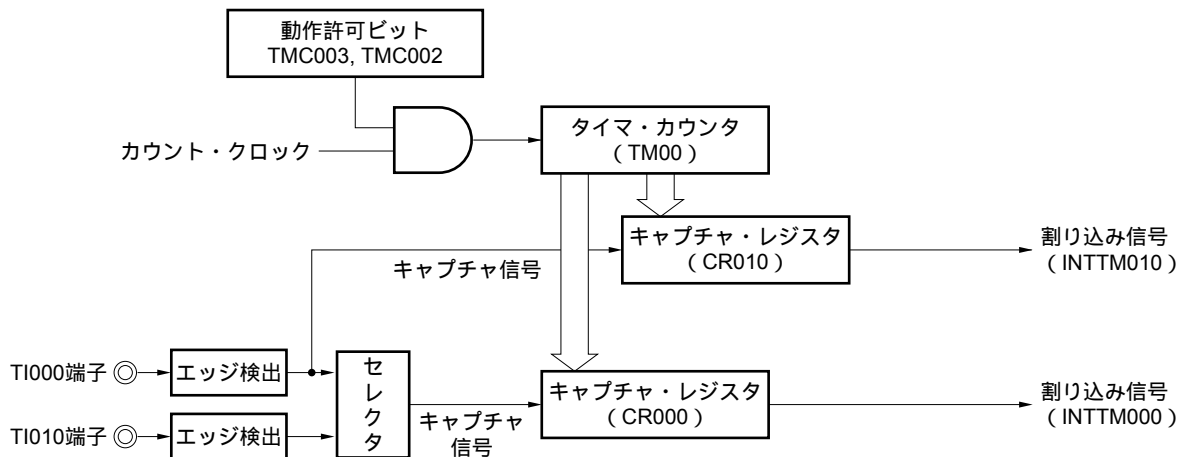 動作許可ビット
TMC003, TMC002
カウント・クロック
タイマ・カウンタ
(TM00)
キャプチャ・レジスタ
(CR010)
割り込み信号
(INTTM010)
キャプチャ信号
TI000端子
エッジ検出
セレクタ
キャプチャ・レジスタ
(CR000)
割り込み信号
(INTTM000)
キャプチャ
信号
TI010端子
エッジ検出